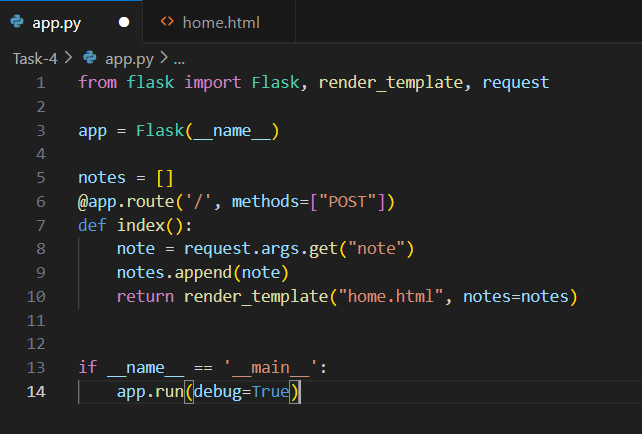 app.py
home.html
Task-4 > app.py > ...
1 from flask import Flask, render_template, request
2
3 app = Flask(__name__)
4
5 notes = []
6 @app.route('/', methods=["POST"])
7 def index():
8     note = request.args.get("note")
9     notes.append(note)
10     return render_template("home.html", notes=notes)
11
12
13 if __name__ == '__main__':
14     app.run(debug=True)